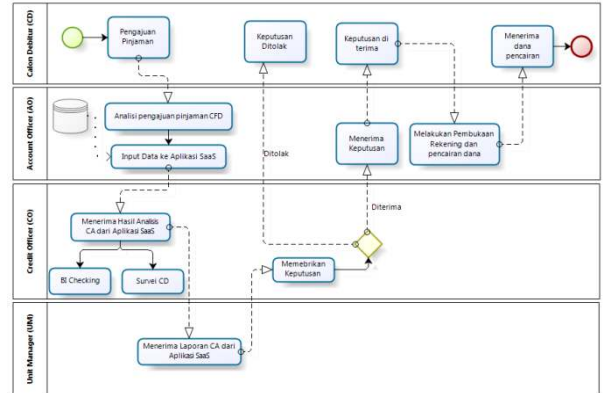 Calon Debitur (CD)
Pengajuan
Pinjaman
Keputusan
Ditolak
Keputusan di
terima
Menerima
dana
pencairan
Account Officer (AO)
Analisi pengajuan pinjaman CFD
Input Data ke Aplikasi SaaS
Ditolak
Menerima
Keputusan
Melakukan Pembukaan
Rekening dan
pencairan dana
Credit Officer (CO)
Menerima Hasil Analisis
CA dari Aplikasi SaaS
BI Checking
Survei CD
Memebrikan
Keputusan
Diterima
Unit Manager (UM)
Menerima Laporan CA dari
Aplikasi SaaS